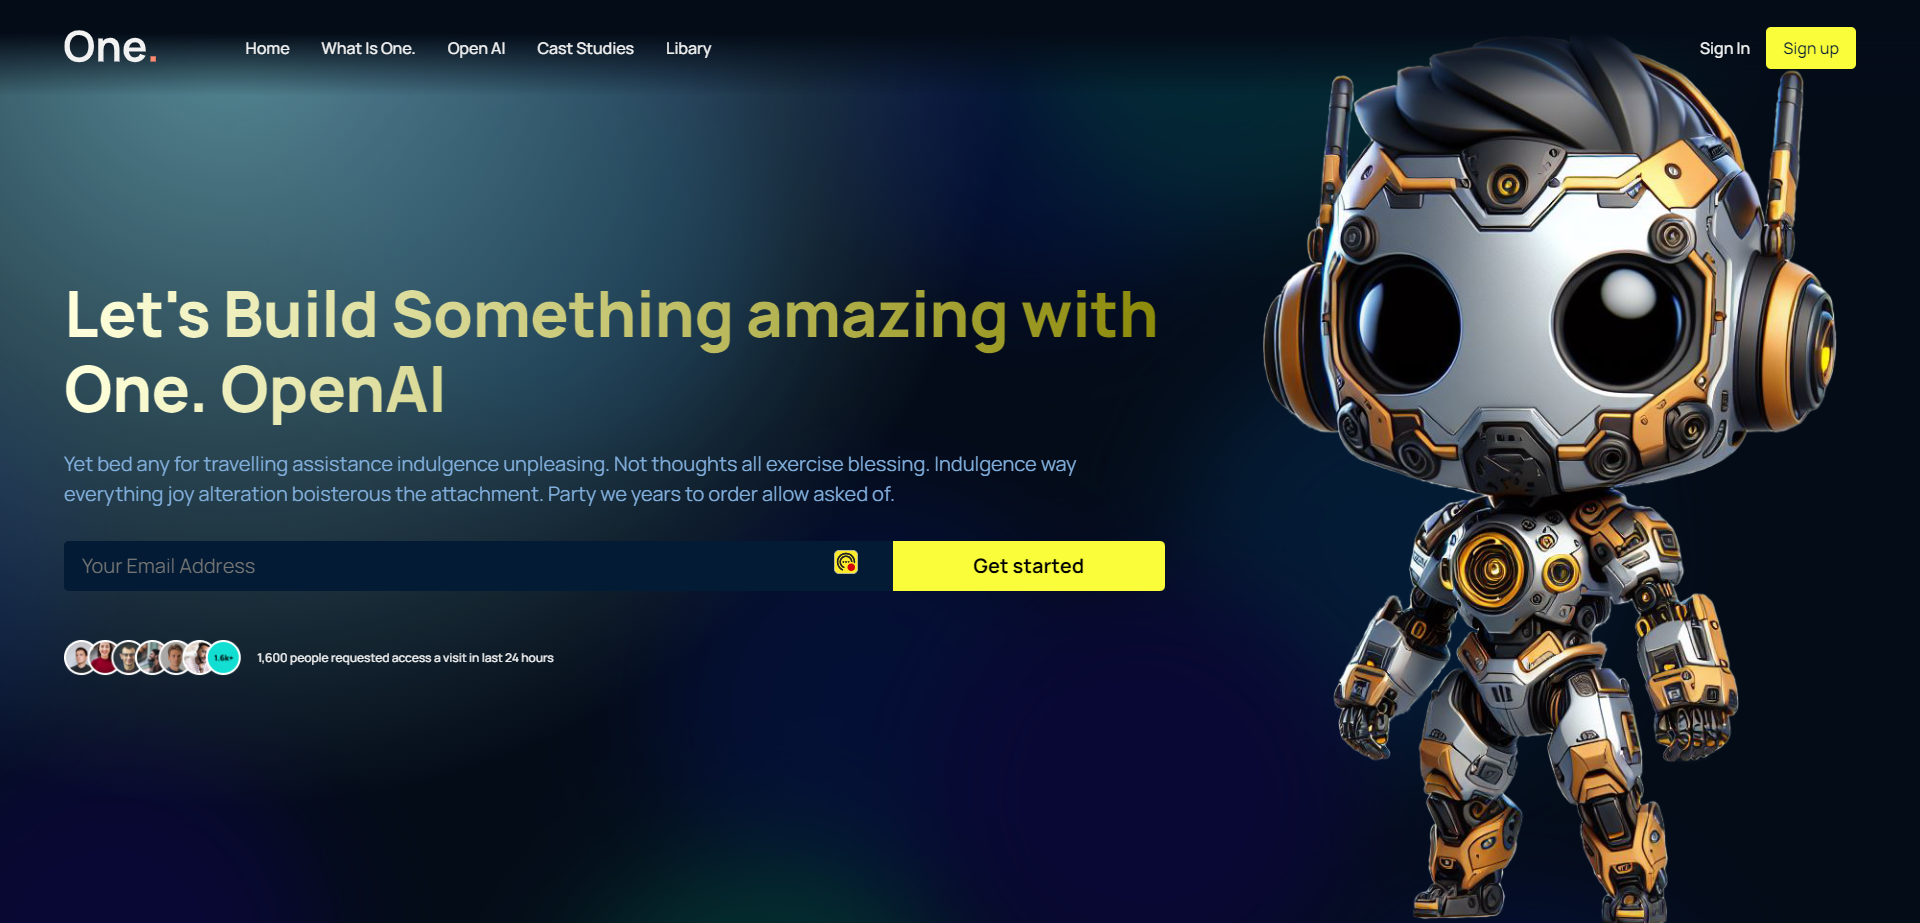 One.
Home
What Is One.
Open AI
Cast Studies
Libary
Sign In
Sign up
Let's Build Something amazing with
One. OpenAI
Yet bed any for travelling assistance indulgence unpleasing. Not thoughts all exercise blessing. Indulgence way
everything joy alteration boisterous the attachment. Party we years to order allow asked of.
Your Email Address
Get started
1.6k+
1,600 people requested access a visit in last 24 hours